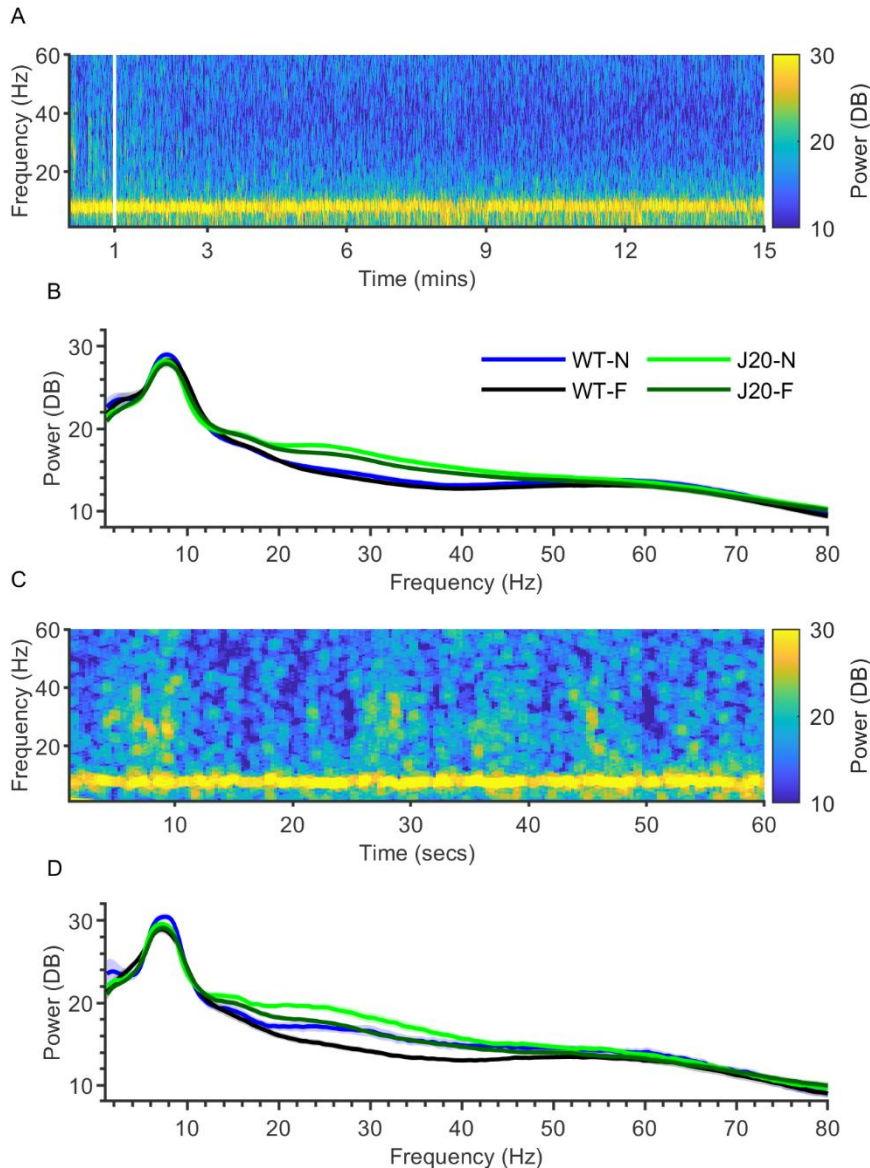 A
60
40
20
Frequency (Hz)
1 3 6 9 12 15
Time (mins)
30
20
10
Power (DB)
B
30
20
10
Power (DB)
WT-N J20-N
WT-F J20-F
10 20 30 40 50 60 70 80
Frequency (Hz)
C
60
40
20
Frequency (Hz)
10 20 30 40 50 60
Time (secs)
30
20
10
Power (DB)
D
30
20
10
Power (DB)
10 20 30 40 50 60 70 80
Frequency (Hz)